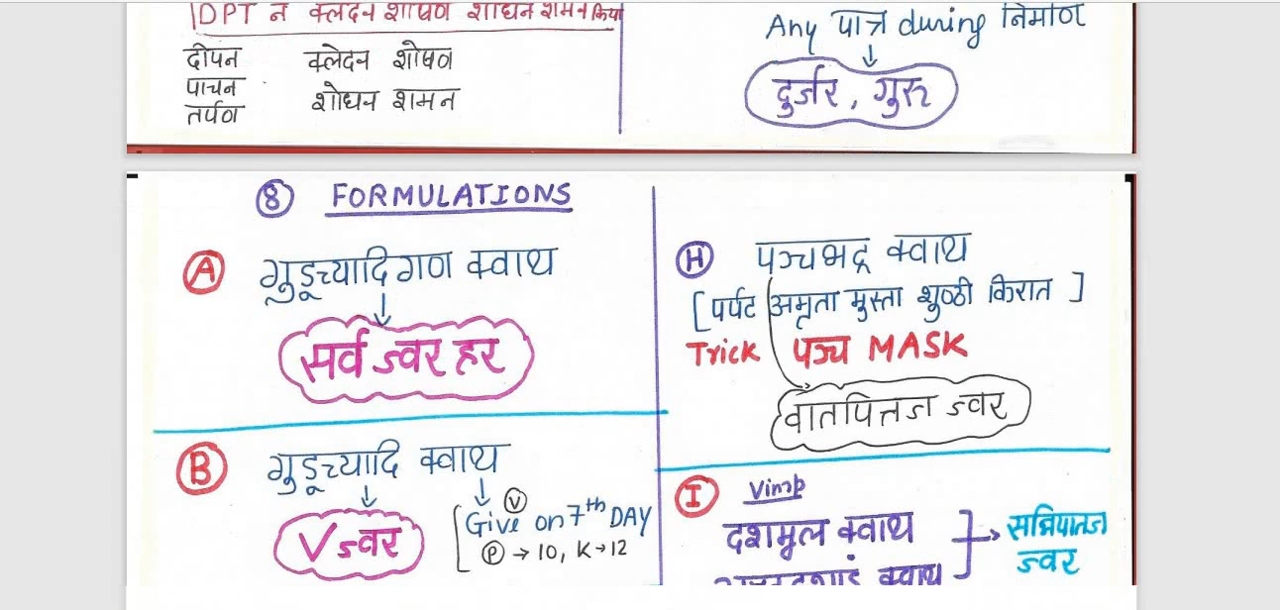 DPT ने क्लेदन शोषण शोधन शमन किया
दीपन क्लेदन शोषण
पाचन
तर्पण शोधन शमन
Any पात्र during निर्माण
↓
दुर्जर, गुरु
⑧ FORMULATIONS
Ⓐ गुडूच्यादि गण क्वाथ
↓
सर्व ज्वर हर
Ⓑ गुडूच्यादि क्वाथ
↓ ↓
V ज्वर
[Ⓥ
Give on 7th DAY
Ⓟ → 10, K → 12
Ⓗ पञ्चभद्र क्वाथ
[पर्पट अमृता मुस्ता शुण्ठी किरात]
Trick पञ्च MASK
वातपित्तज ज्वर
Ⓘ Vimp
दशमूल क्वाथ ] → सन्निपातज
ज्वर
क्वाथ